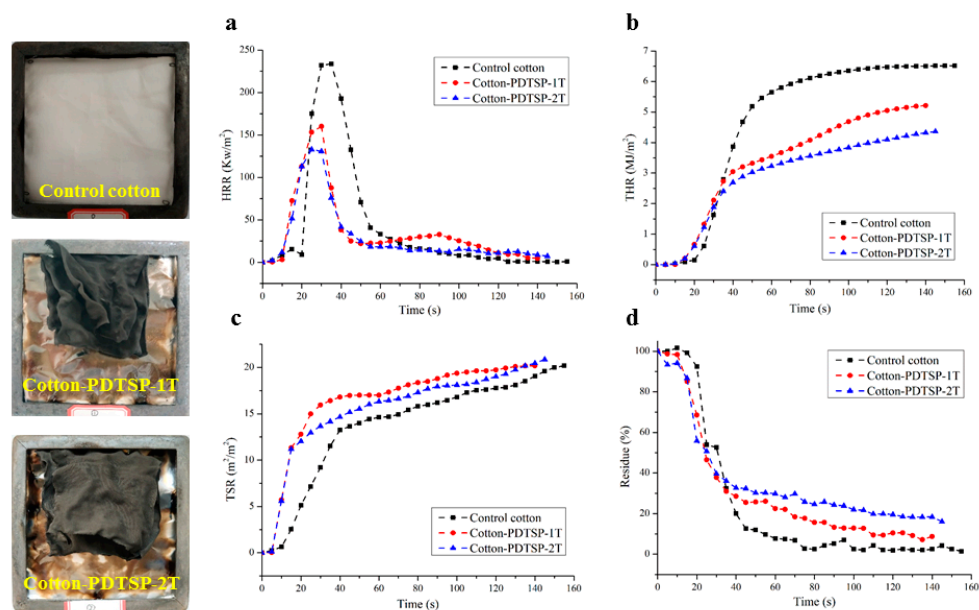 Control cotton
Cotton-PDTSP-1T
Cotton-PDTSP-2T
a
HRR (Kw/m²)
250
200
150
100
50
0
0 20 40 60 80 100 120 140 160
Time (s)
Control cotton
Cotton-PDTSP-1T
Cotton-PDTSP-2T
b
THR (MJ/m²)
7
6
5
4
3
2
1
0
0 20 40 60 80 100 120 140 160
Time (s)
Control cotton
Cotton-PDTSP-1T
Cotton-PDTSP-2T
c
TSR (m²/m²)
20
15
10
5
0
0 20 40 60 80 100 120 140 160
Time (s)
Control cotton
Cotton-PDTSP-1T
Cotton-PDTSP-2T
d
Residue (%)
100
80
60
40
20
0
0 20 40 60 80 100 120 140 160
Time (s)
Control cotton
Cotton-PDTSP-1T
Cotton-PDTSP-2T